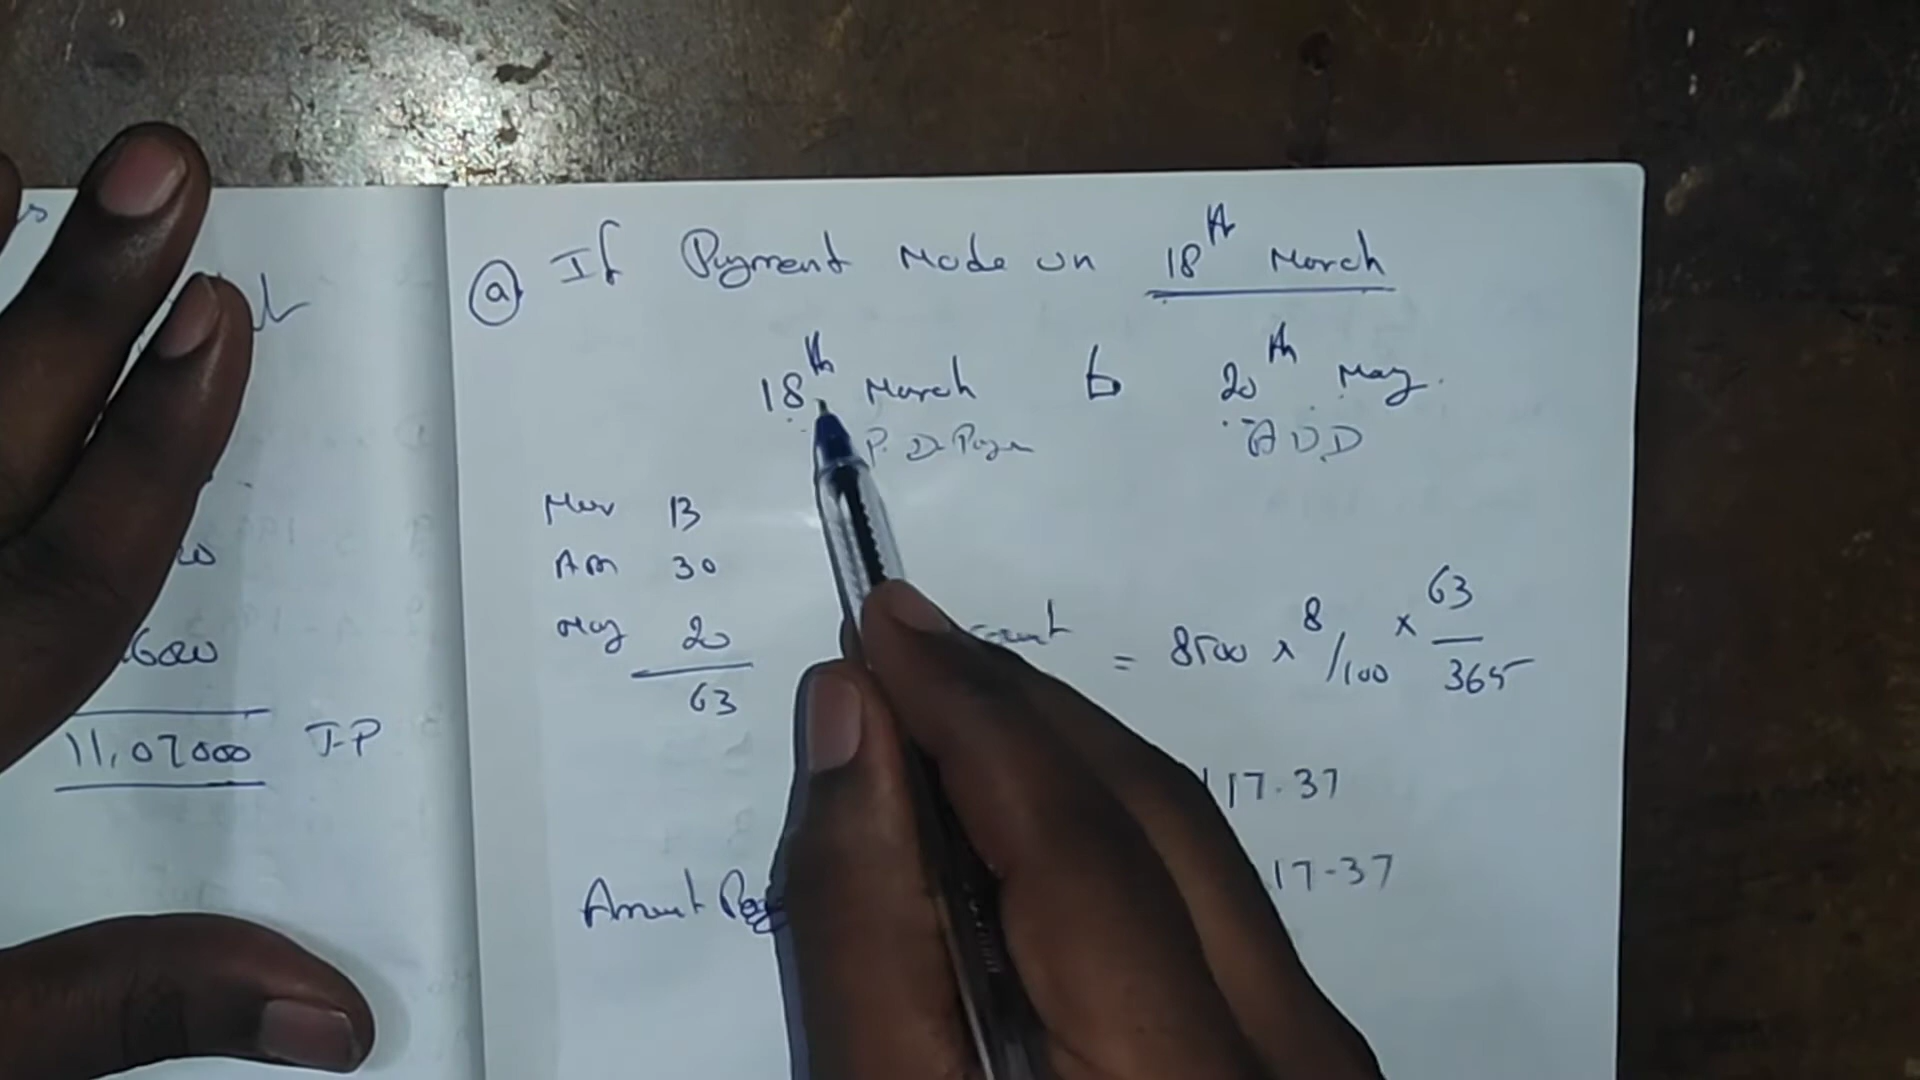 11,07000 J-P
(a) If Payment Made on 18th March
18th March to 20th May.
P. D. Paym A D D
Mar 13
Apr 30
May 20
63
= 8500 x 8/100 x 63/365
17.37
17-37
Amount Pay